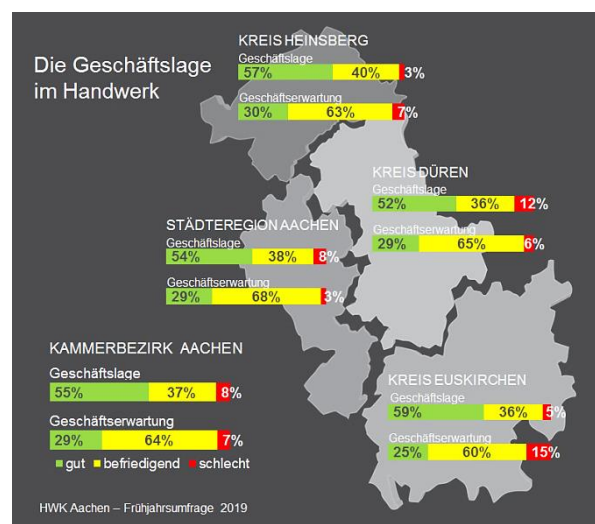 Die Geschäftslage
im Handwerk
KREIS HEINSBERG
Geschäftslage
57% 40% 3%
Geschäftserwartung
30% 63% 7%
KREIS DÜREN
Geschäftslage
52% 36% 12%
Geschäftserwartung
29% 65% 6%
STÄDTEREGION AACHEN
Geschäftslage
54% 38% 8%
Geschäftserwartung
29% 68% 3%
KAMMERBEZIRK AACHEN
Geschäftslage
55% 37% 8%
Geschäftserwartung
29% 64% 7%
gut befriedigend schlecht
KREIS EUSKIRCHEN
Geschäftslage
59% 36% 5%
Geschäftserwartung
25% 60% 15%
HWK Aachen – Frühjahrsumfrage 2019